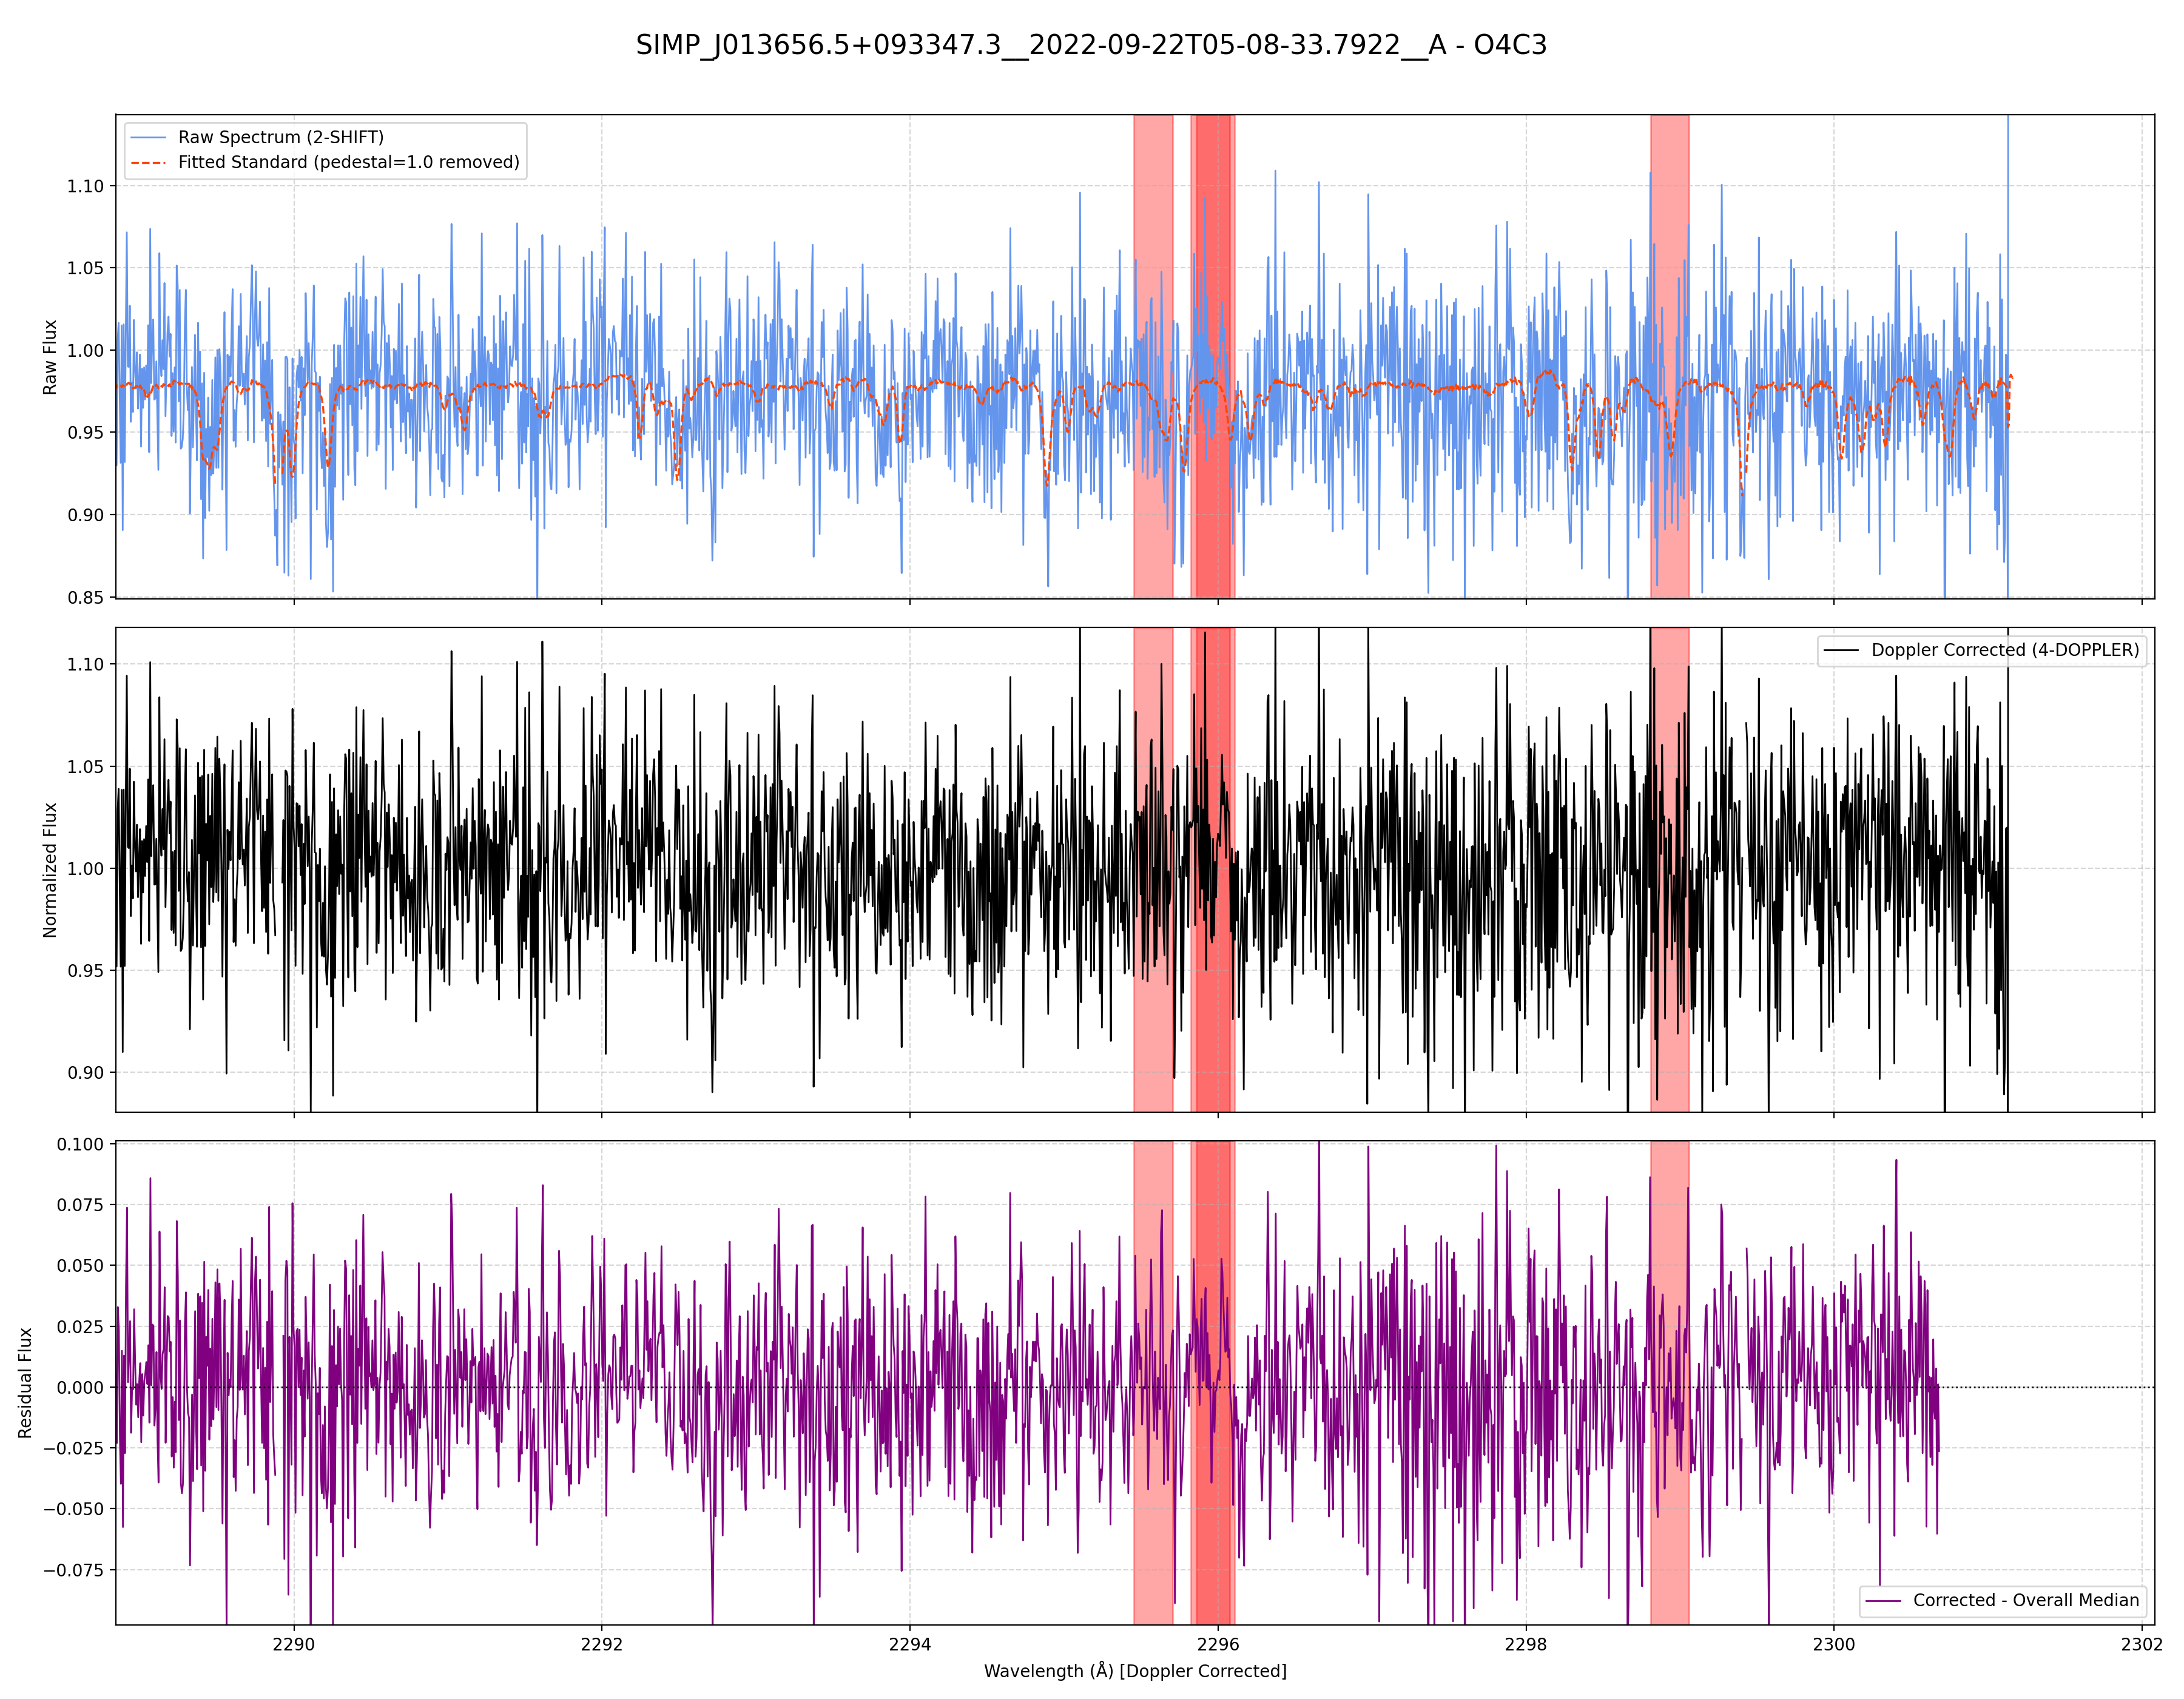 SIMP_J013656.5+093347.3__2022-09-22T05-08-33.7922__A - O4C3
Raw Spectrum (2-SHIFT)
Fitted Standard (pedestal=1.0 removed)
1.10
1.05
1.00
0.95
0.90
0.85
Raw Flux
Doppler Corrected (4-DOPPLER)
1.10
1.05
1.00
0.95
0.90
Normalized Flux
0.100
0.075
0.050
0.025
0.000
−0.025
−0.050
−0.075
Residual Flux
Corrected - Overall Median
2290 2292 2294 2296 2298 2300 2302
Wavelength (Å) [Doppler Corrected]